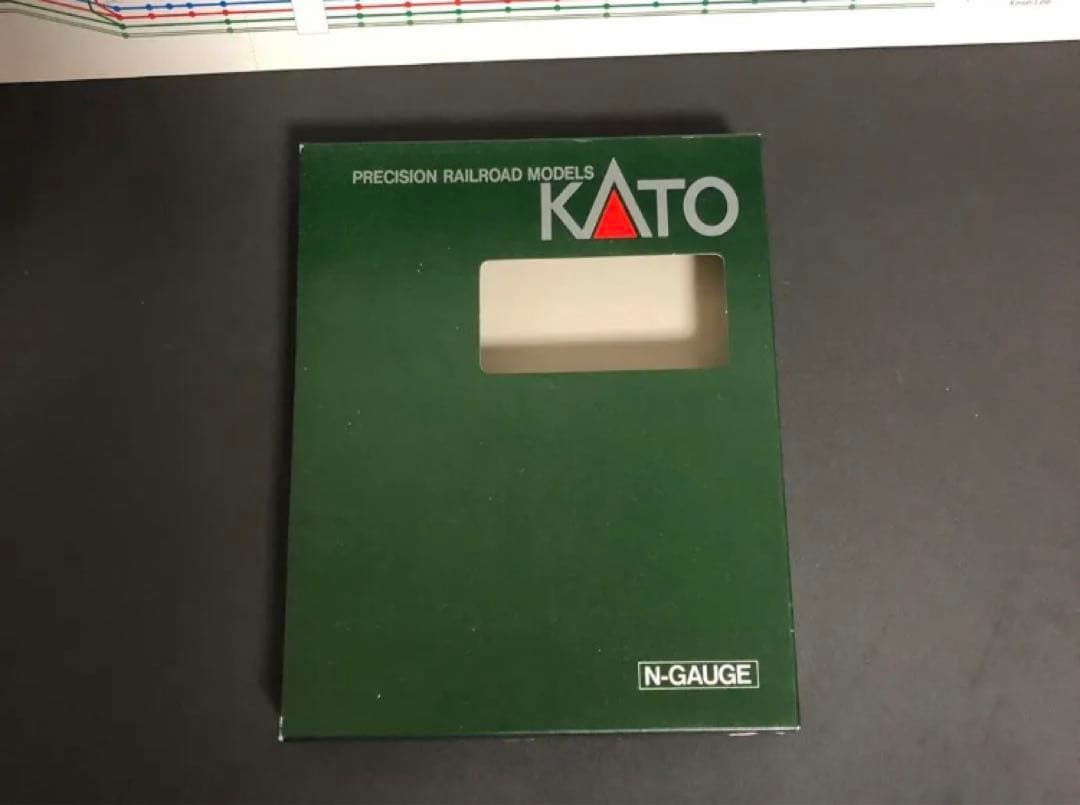 PRECISION RAILROAD MODELS
KATO
N-GAUGE